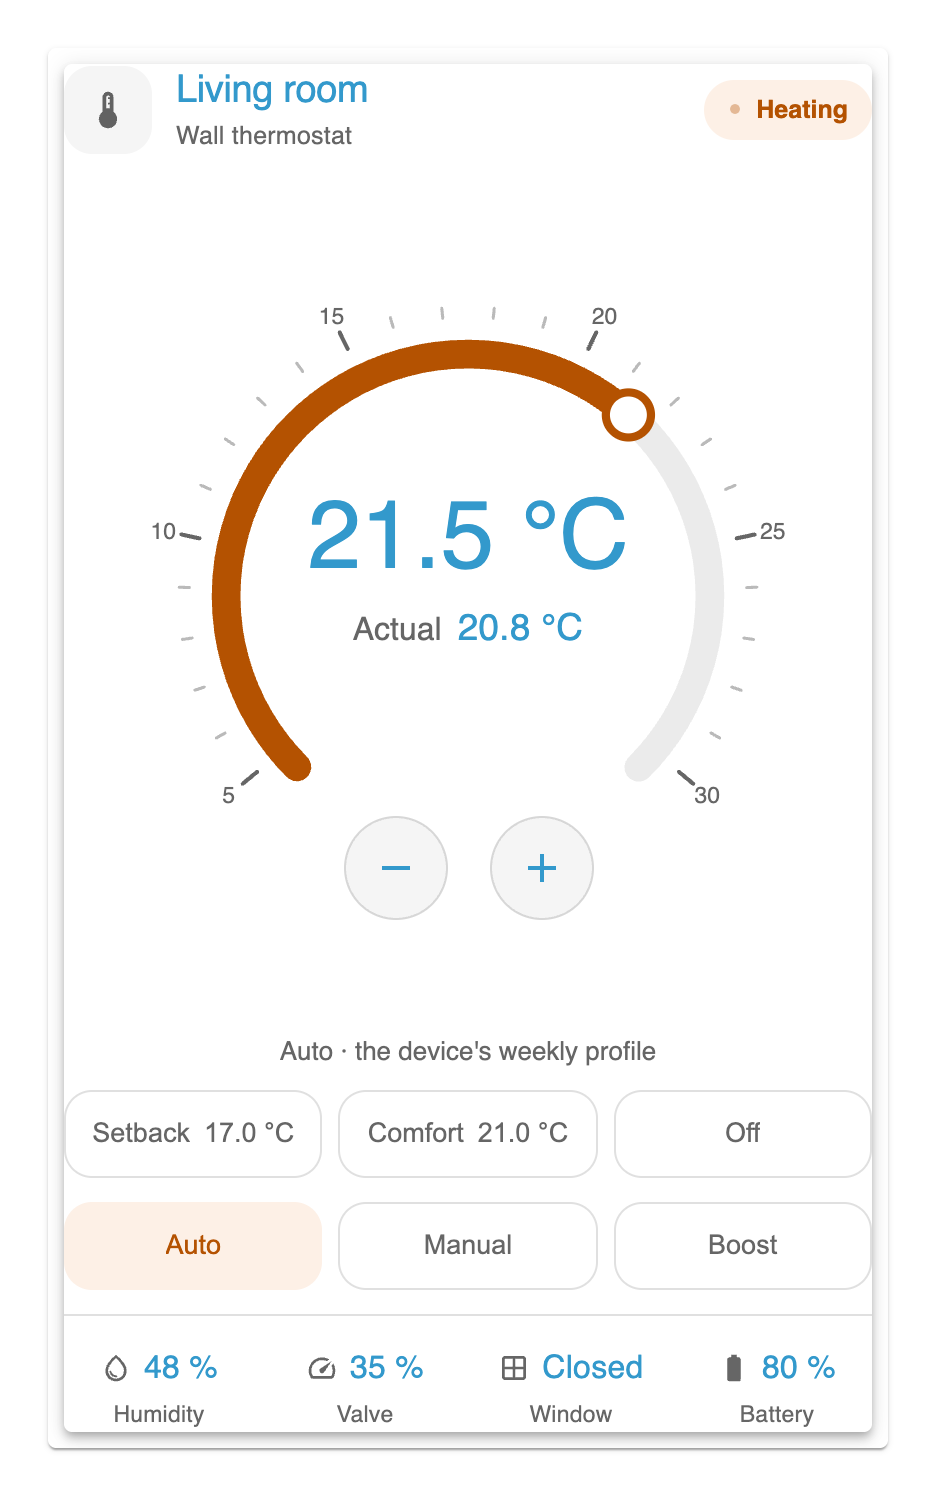 Living room
Wall thermostat
Heating
15
20
10
25
21.5 °C
Actual 20.8 °C
5
30
Auto · the device's weekly profile
Setback 17.0 °C
Comfort 21.0 °C
Off
Auto
Manual
Boost
48 %
35 %
Closed
80 %
Humidity
Valve
Window
Battery